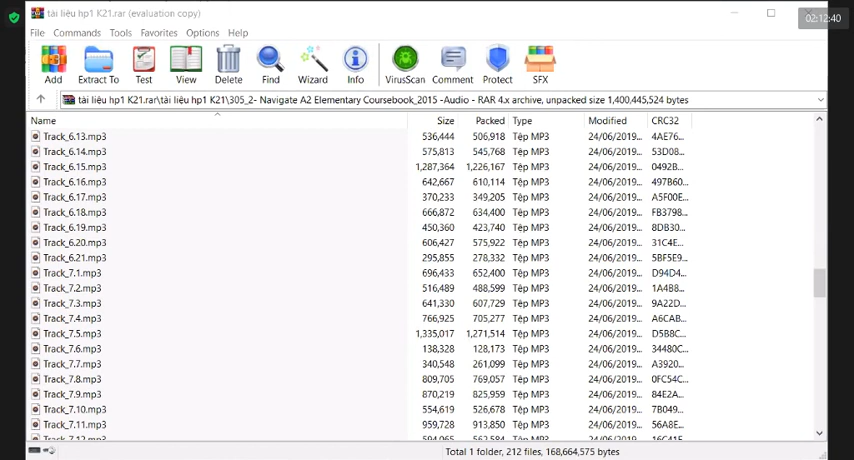 tài liệu hp1 K21.rar (evaluation copy)
02:12:40
File Commands Tools Favorites Options Help
Add Extract To Test View Delete Find Wizard Info VirusScan Comment Protect SFX
tài liệu hp1 K21.rar\tài liệu hp1 K21\305_2- Navigate A2 Elementary Coursebook_2015 -Audio - RAR 4.x archive, unpacked size 1,400,445,524 bytes
Name Size Packed Type Modified CRC32
Track_6.13.mp3 536,444 506,918 Tệp MP3 24/06/2019... 4AE76...
Track_6.14.mp3 575,813 545,768 Tệp MP3 24/06/2019... 53D08...
Track_6.15.mp3 1,287,364 1,226,167 Tệp MP3 24/06/2019... 0492B...
Track_6.16.mp3 642,667 610,114 Tệp MP3 24/06/2019... 497B60...
Track_6.17.mp3 370,233 349,205 Tệp MP3 24/06/2019... A5F00E...
Track_6.18.mp3 666,872 634,400 Tệp MP3 24/06/2019... FB3798...
Track_6.19.mp3 450,360 423,740 Tệp MP3 24/06/2019... 8DB30...
Track_6.20.mp3 606,427 575,922 Tệp MP3 24/06/2019... 31C4E...
Track_6.21.mp3 295,855 278,332 Tệp MP3 24/06/2019... 5BF5E9...
Track_7.1.mp3 696,433 652,400 Tệp MP3 24/06/2019... D94D4...
Track_7.2.mp3 516,489 488,599 Tệp MP3 24/06/2019... 1A4B8...
Track_7.3.mp3 641,330 607,729 Tệp MP3 24/06/2019... 9A22D...
Track_7.4.mp3 766,925 705,277 Tệp MP3 24/06/2019... A6CAB...
Track_7.5.mp3 1,335,017 1,271,514 Tệp MP3 24/06/2019... D5B8C...
Track_7.6.mp3 138,328 128,173 Tệp MP3 24/06/2019... 34480C...
Track_7.7.mp3 340,548 261,099 Tệp MP3 24/06/2019... A3920...
Track_7.8.mp3 809,705 769,057 Tệp MP3 24/06/2019... 0FC54C...
Track_7.9.mp3 870,219 825,959 Tệp MP3 24/06/2019... 84E2A...
Track_7.10.mp3 554,619 526,678 Tệp MP3 24/06/2019... 7B049...
Track_7.11.mp3 959,728 913,850 Tệp MP3 24/06/2019... 56A8E...
Track_7.12.mp3 594,065 562,584 Tệp MP3 24/06/2019...
Total 1 folder, 212 files, 168,664,575 bytes